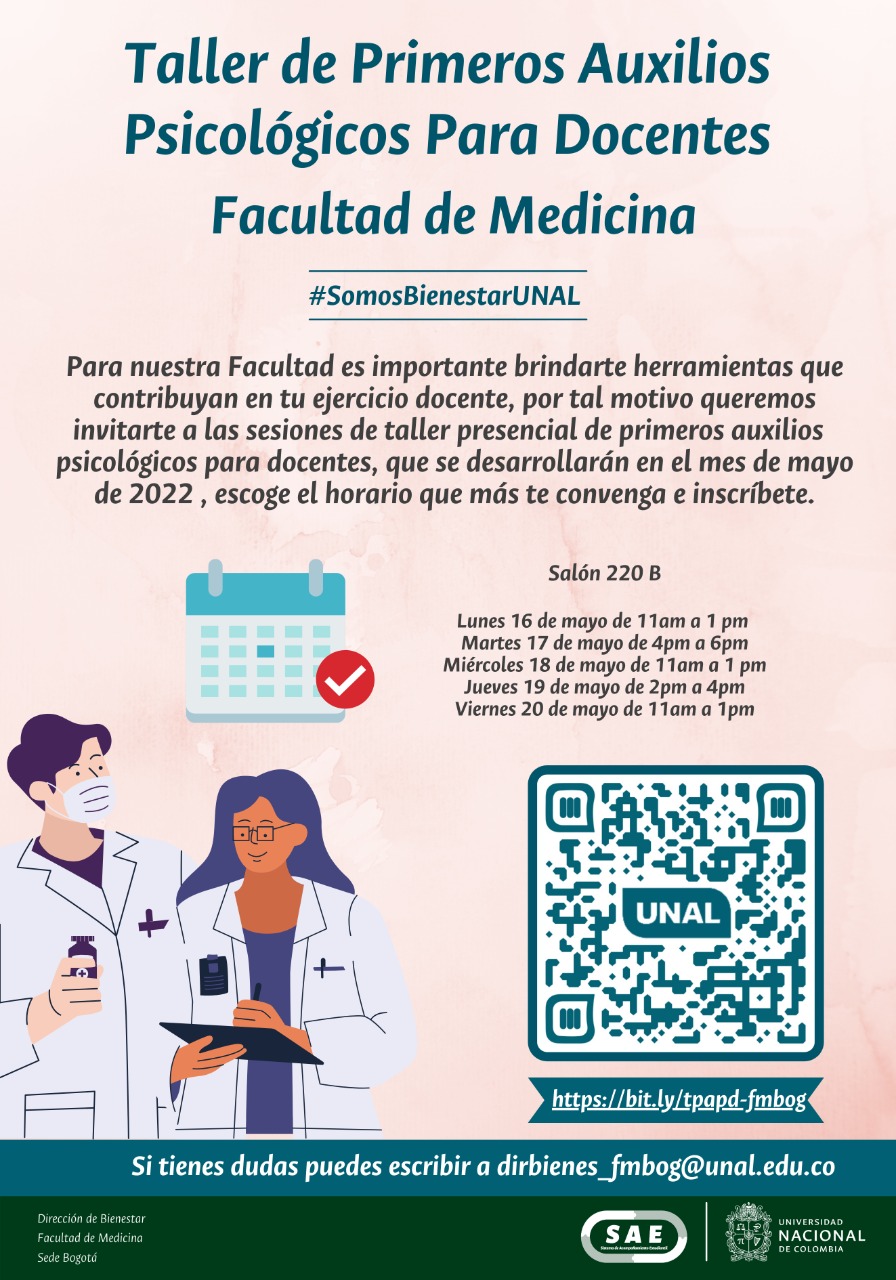 Taller de Primeros Auxilios
Psicológicos Para Docentes
Facultad de Medicina
#SomosBienestarUNAL
Para nuestra Facultad es importante brindarte herramientas que
contribuyan en tu ejercicio docente, por tal motivo queremos
invitarte a las sesiones de taller presencial de primeros auxilios
psicológicos para docentes, que se desarrollarán en el mes de mayo
de 2022 , escoge el horario que más te convenga e inscríbete.
Salón 220 B
Lunes 16 de mayo de 11am a 1 pm
Martes 17 de mayo de 4pm a 6pm
Miércoles 18 de mayo de 11am a 1 pm
Jueves 19 de mayo de 2pm a 4pm
Viernes 20 de mayo de 11am a 1pm
UNAL
https://bit.ly/tpapd-fmbog
Si tienes dudas puedes escribir a dirbienes_fmbog@unal.edu.co
Dirección de Bienestar
Facultad de Medicina
Sede Bogotá
SAE
Sistema de Acompañamiento Estudiantil
UNIVERSIDAD
NACIONAL
DE COLOMBIA